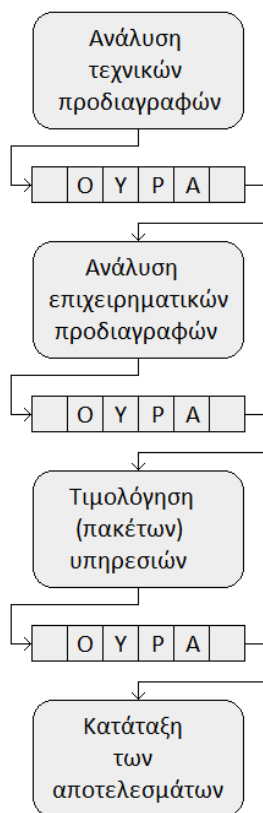 Ανάλυση
τεχνικών
προδιαγραφών
Ο Υ Ρ Α
Ανάλυση
επιχειρηματικών
προδιαγραφών
Ο Υ Ρ Α
Τιμολόγηση
(πακέτων)
υπηρεσιών
Ο Υ Ρ Α
Κατάταξη
των
αποτελεσμάτων